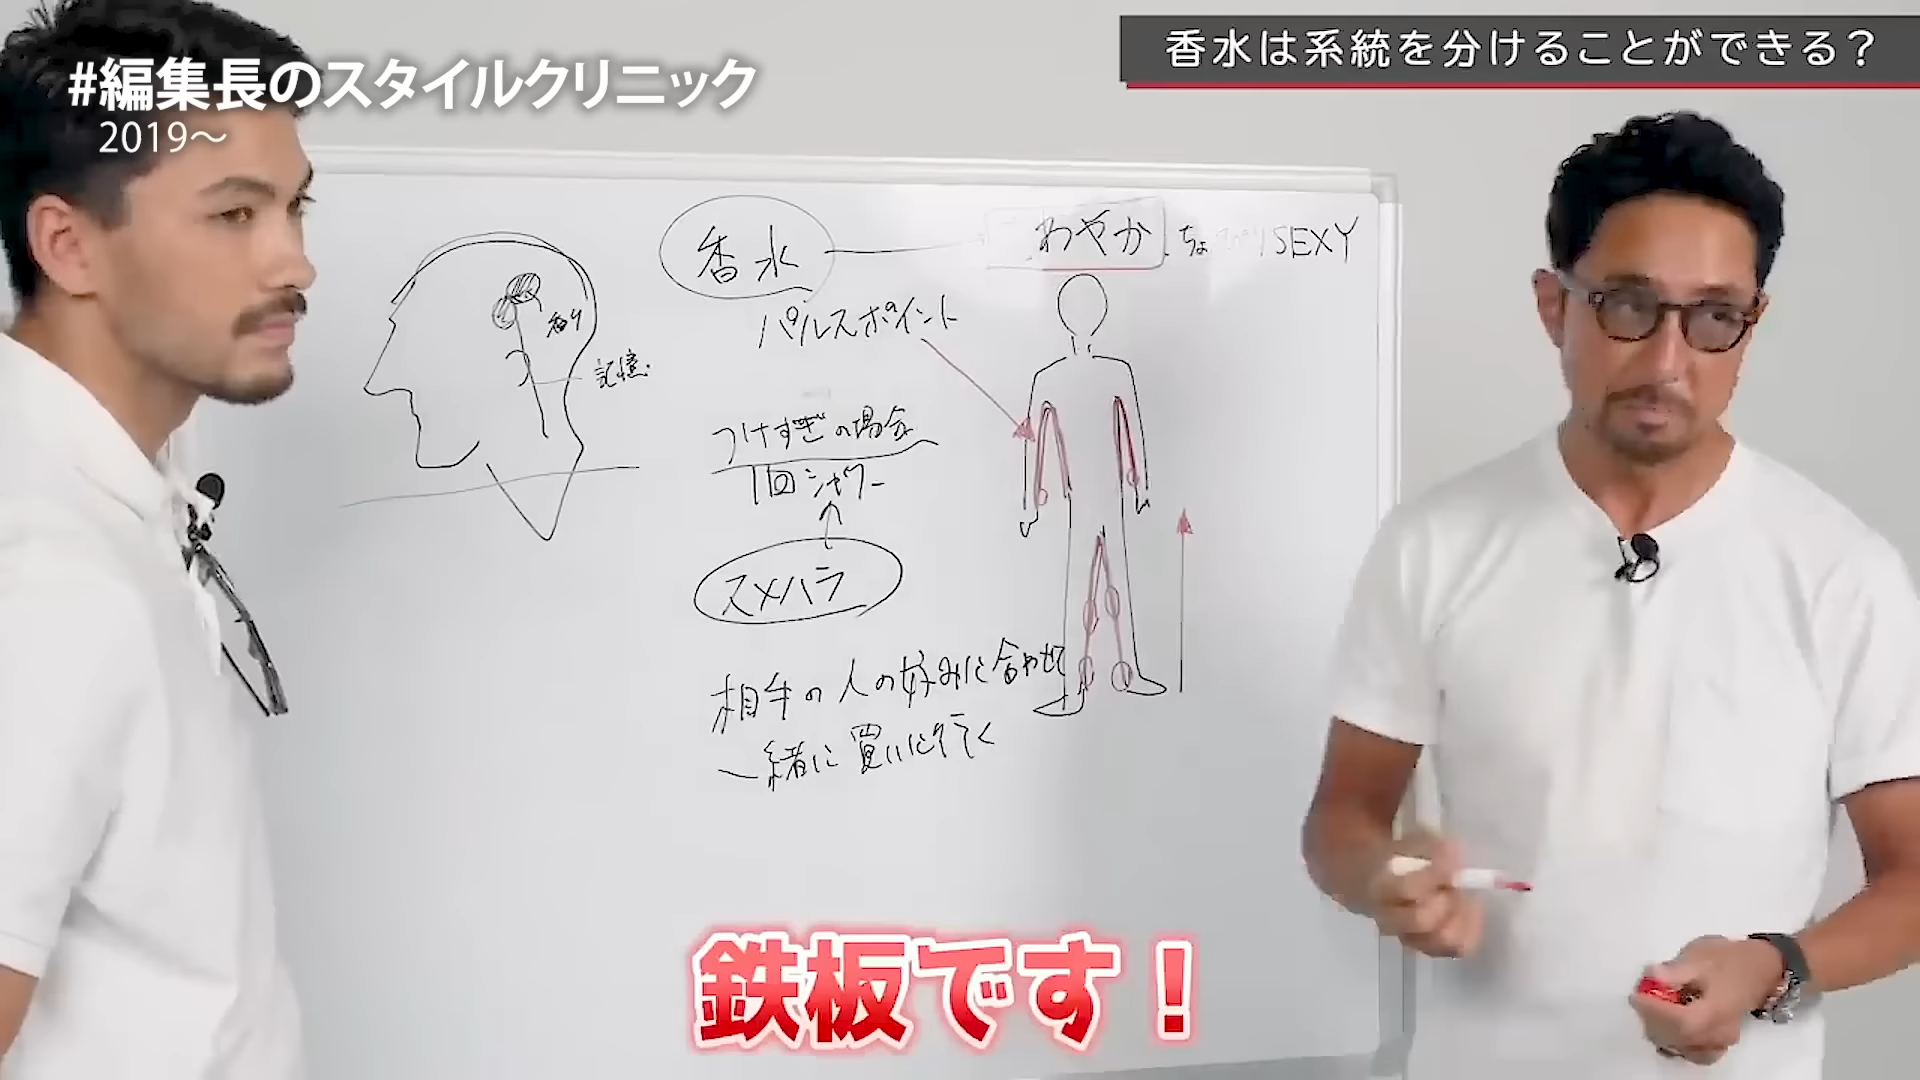 #編集長のスタイルクリニック
2019〜
香水は系統を分けることができる？
香水
わやか
ちょ
SEXY
パルスポイント
香り
記憶
つけすぎの場合
1回シャワー
スメハラ
相手の人の好みに合わせ
一緒に買いに行く
鉄板です！